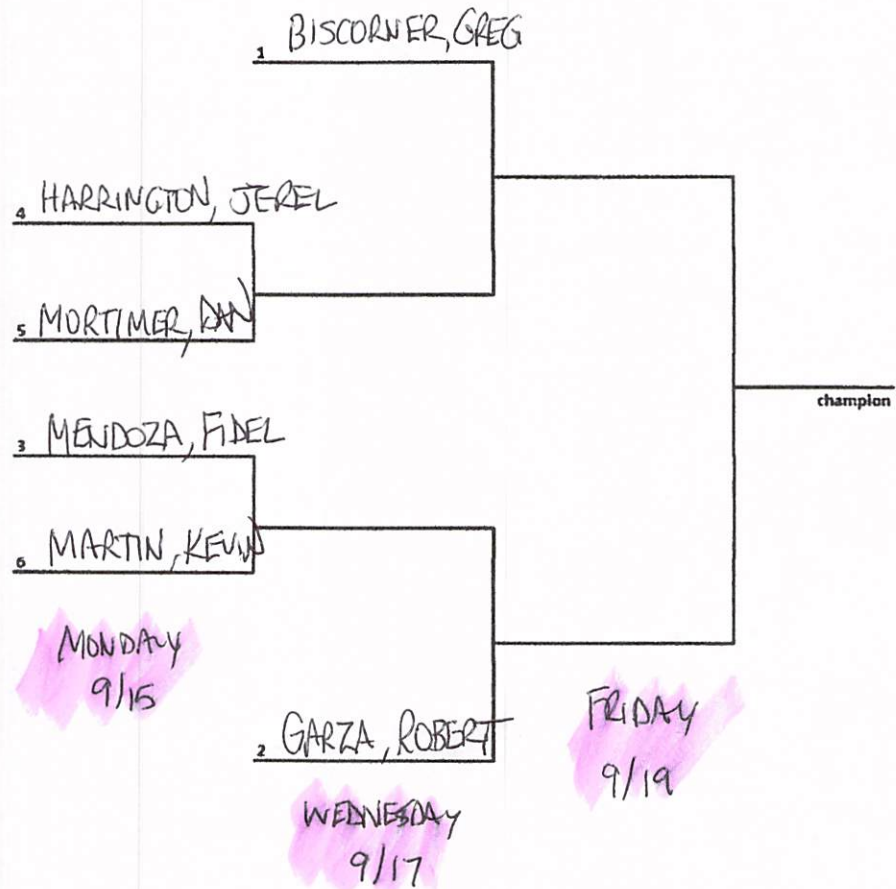 1 BISCORNER, GREG
4 HARRINGTON, JEREL
5 MORTIMER, DAN
3 MENDOZA, FIDEL
6 MARTIN, KEVIN
champion
MONDAY
9/15
2 GARZA, ROBERT
FRIDAY
9/19
WEDNESDAY
9/17